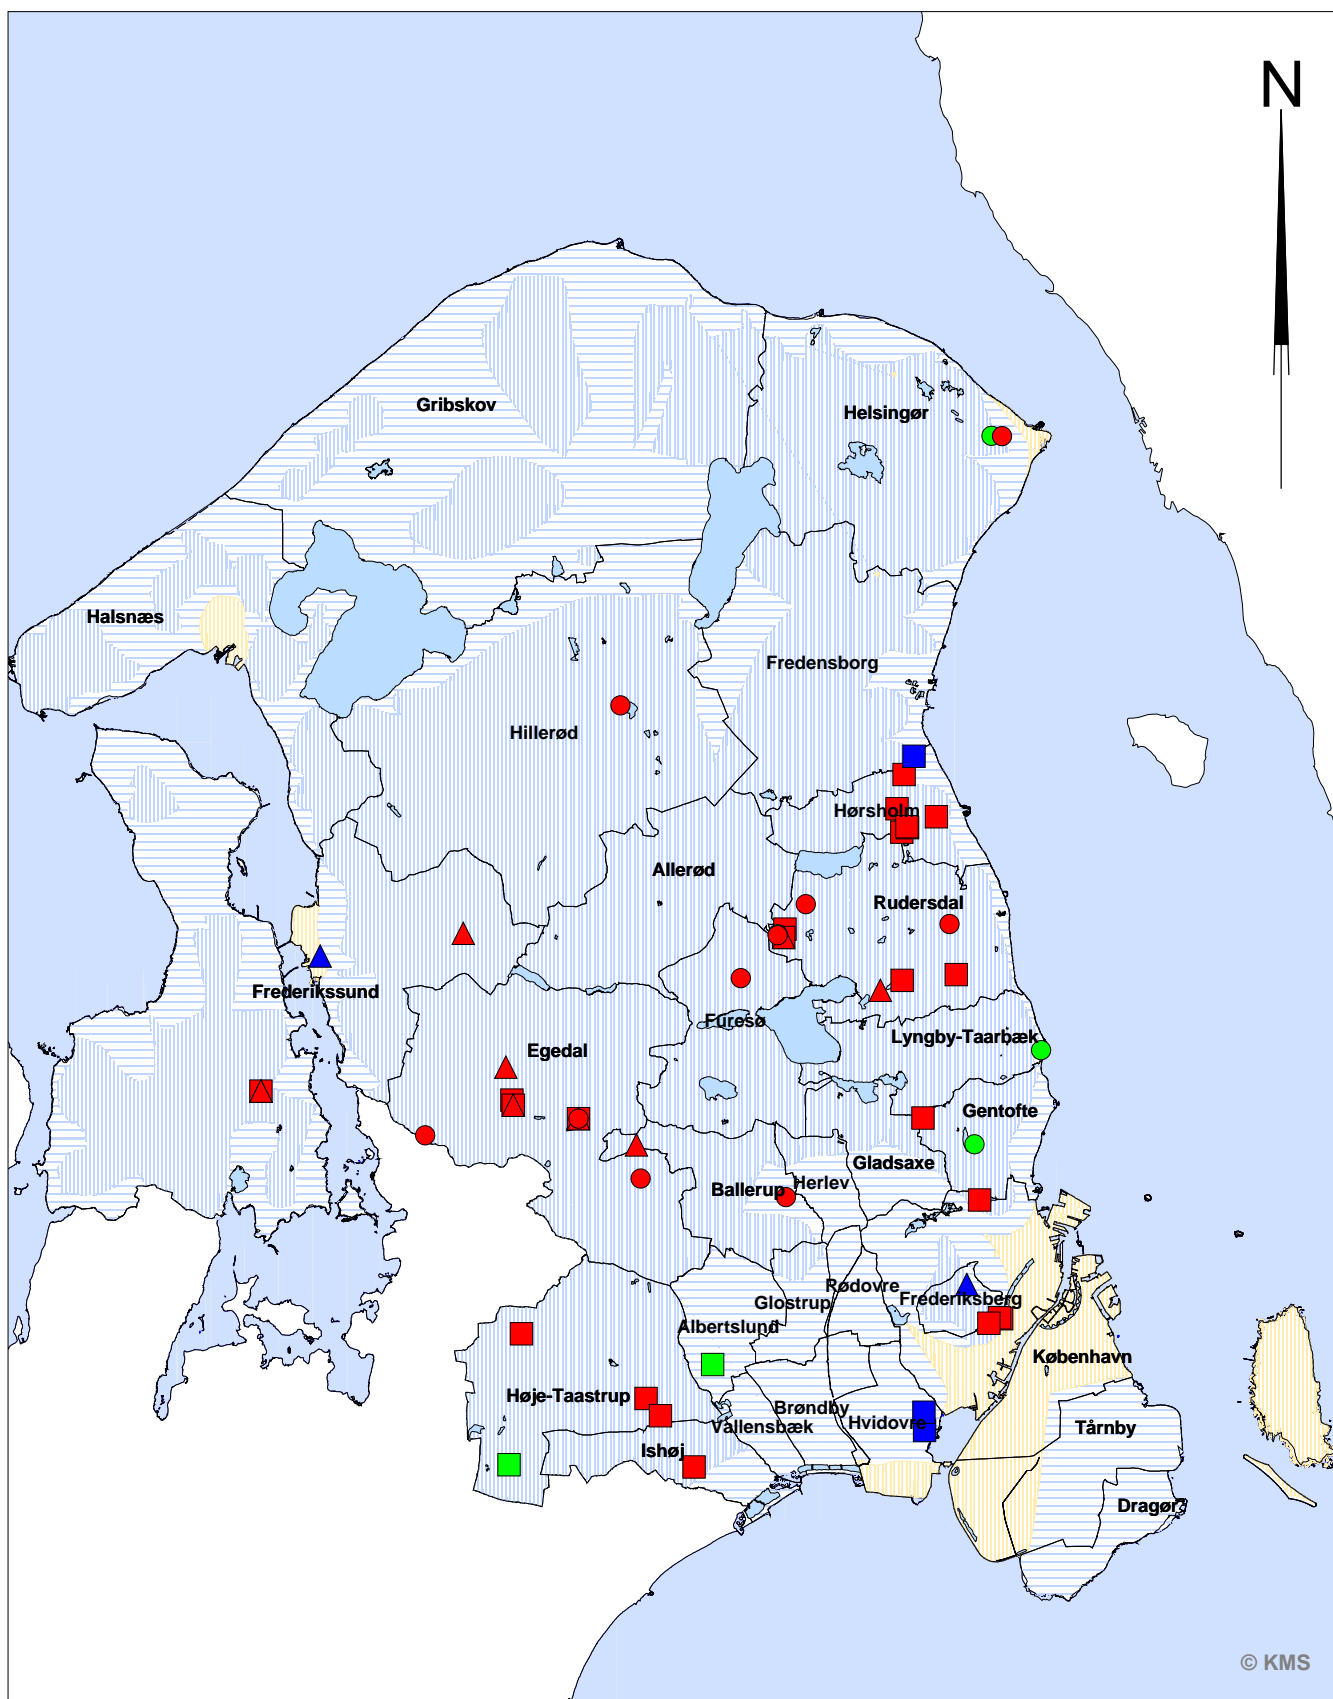 N
Gribskov
Helsingør
Halsnæs
Fredensborg
Hillerød
Hørsholm
Allerød
Rudersdal
Frederikssund
Furesø
Lyngby-Taarbæk
Egedal
Gentofte
Gladsaxe
Herlev
Ballerup
Rødovre
Frederiksberg
Glostrup
Albertslund
København
Høje-Taastrup
Brøndby
Hvidovre
Vallensbæk
Tårnby
Ishøj
Dragør
© KMS